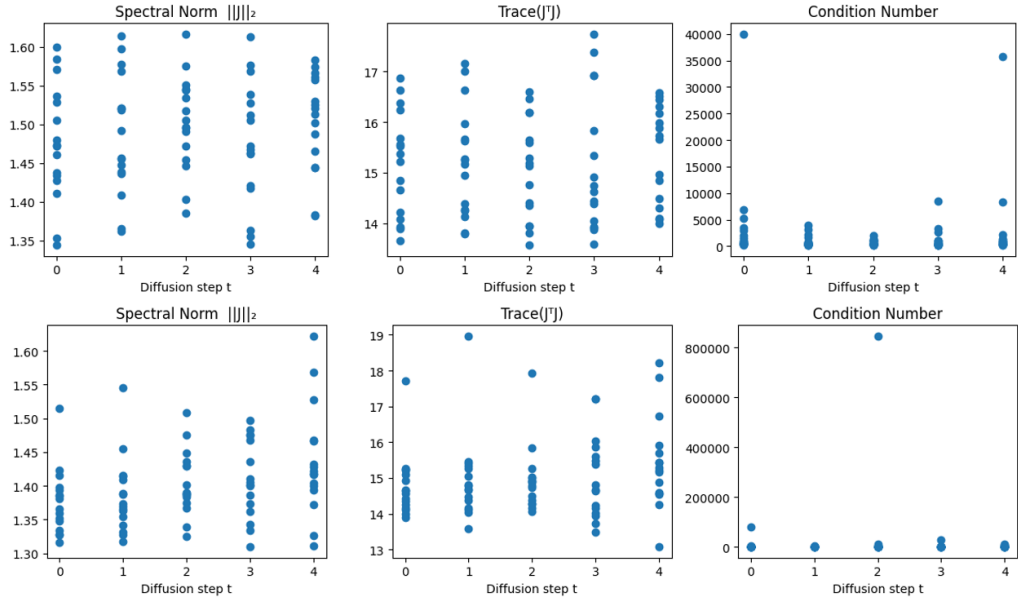 Spectral Norm  ||J||₂
1.60
1.55
1.50
1.45
1.40
1.35
0 1 2 3 4
Diffusion step t
Trace(JᵀJ)
17
16
15
14
0 1 2 3 4
Diffusion step t
Condition Number
40000
35000
30000
25000
20000
15000
10000
5000
0
0 1 2 3 4
Diffusion step t
Spectral Norm  ||J||₂
1.60
1.55
1.50
1.45
1.40
1.35
1.30
0 1 2 3 4
Diffusion step t
Trace(JᵀJ)
19
18
17
16
15
14
13
0 1 2 3 4
Diffusion step t
Condition Number
800000
600000
400000
200000
0
0 1 2 3 4
Diffusion step t